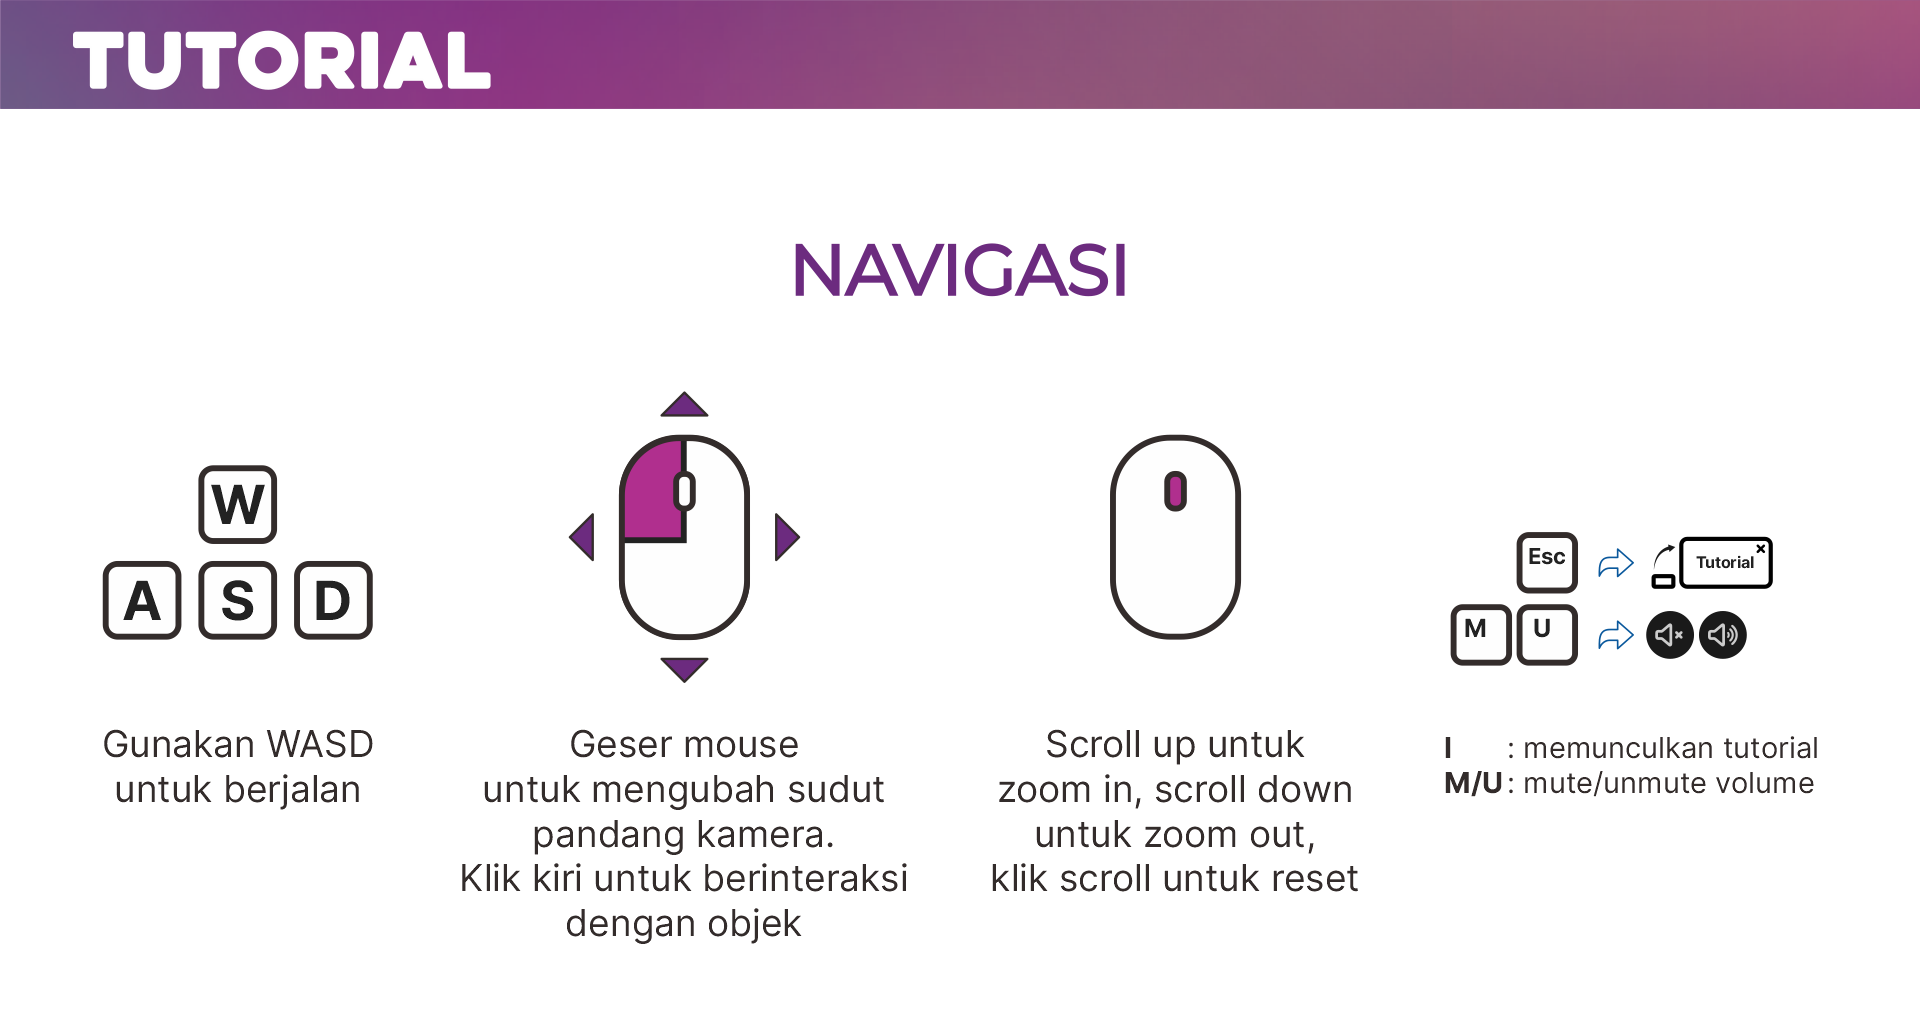 TUTORIAL
NAVIGASI
W
A S D
Gunakan WASD
untuk berjalan
Geser mouse
untuk mengubah sudut
pandang kamera.
Klik kiri untuk berinteraksi
dengan objek
Scroll up untuk
zoom in, scroll down
untuk zoom out,
klik scroll untuk reset
Esc Tutorial
M U
I : memunculkan tutorial
M/U : mute/unmute volume